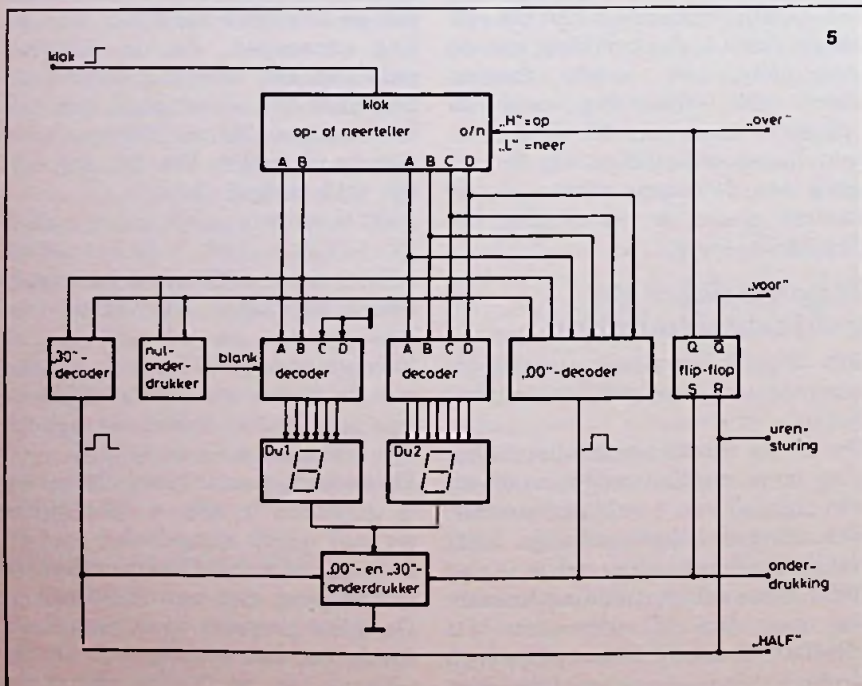 5
klok
klok
op- of neerteller o/n
„H“ = op
„L“ = neer
„over“
A B A B C D
„voor“
„30“-
decoder
nul-
onder-
drukker
blank
A B C D
decoder
A B C D
decoder
„00“-decoder
Q Q̅
flip-flop
S R
uren-
sturing
Du1
Du2
„00“- en „30“-
onderdrukker
onder-
drukking
„HALF“